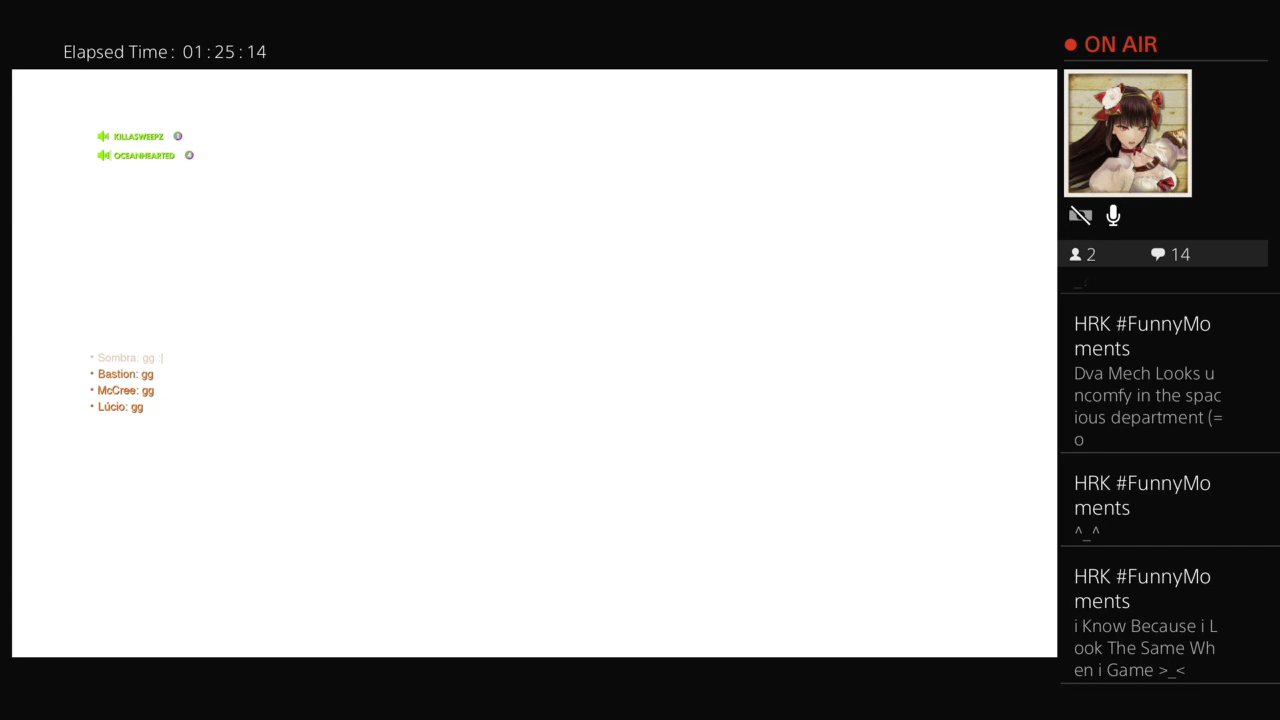 Elapsed Time: 01:25:14
ON AIR
KILLASWEEPZ
OCEANHEARTED
2 14
• Sombra: gg :|
• Bastion: gg
• McCree: gg
• Lúcio: gg
HRK #FunnyMo
ments
Dva Mech Looks u
ncomfy in the spac
ious department (=
o
HRK #FunnyMo
ments
^_^
HRK #FunnyMo
ments
i Know Because i L
ook The Same Wh
en i Game >_<